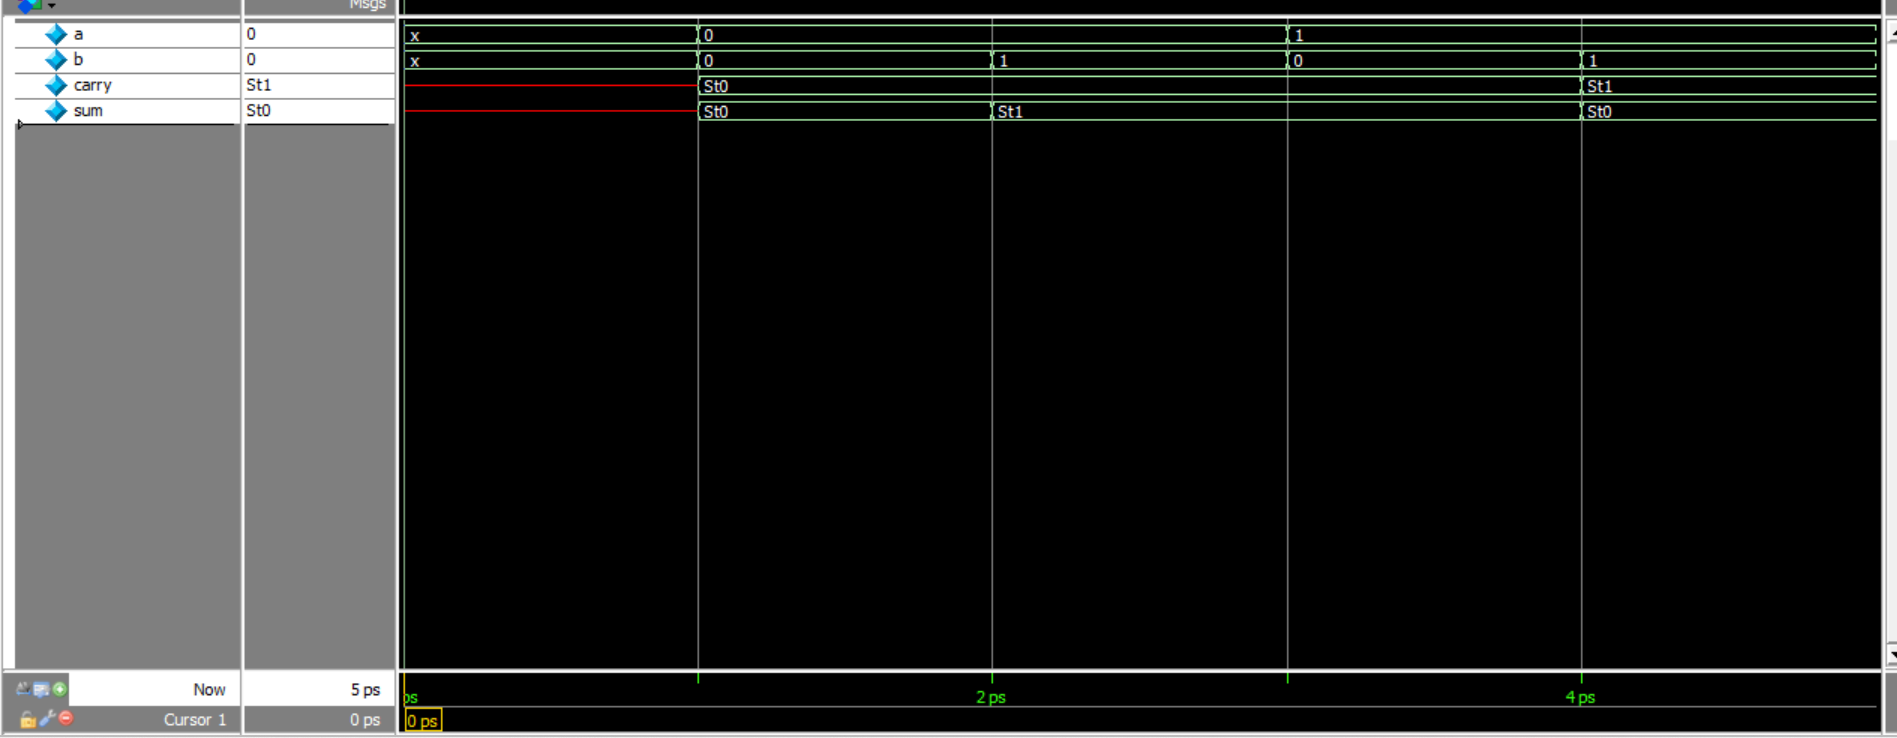 Msgs
a 0 x 0 1
b 0 x 0 1 0 1
carry St1 St0 St1
sum St0 St0 St1 St0
Now 5 ps ps 2 ps 4 ps
Cursor 1 0 ps 0 ps